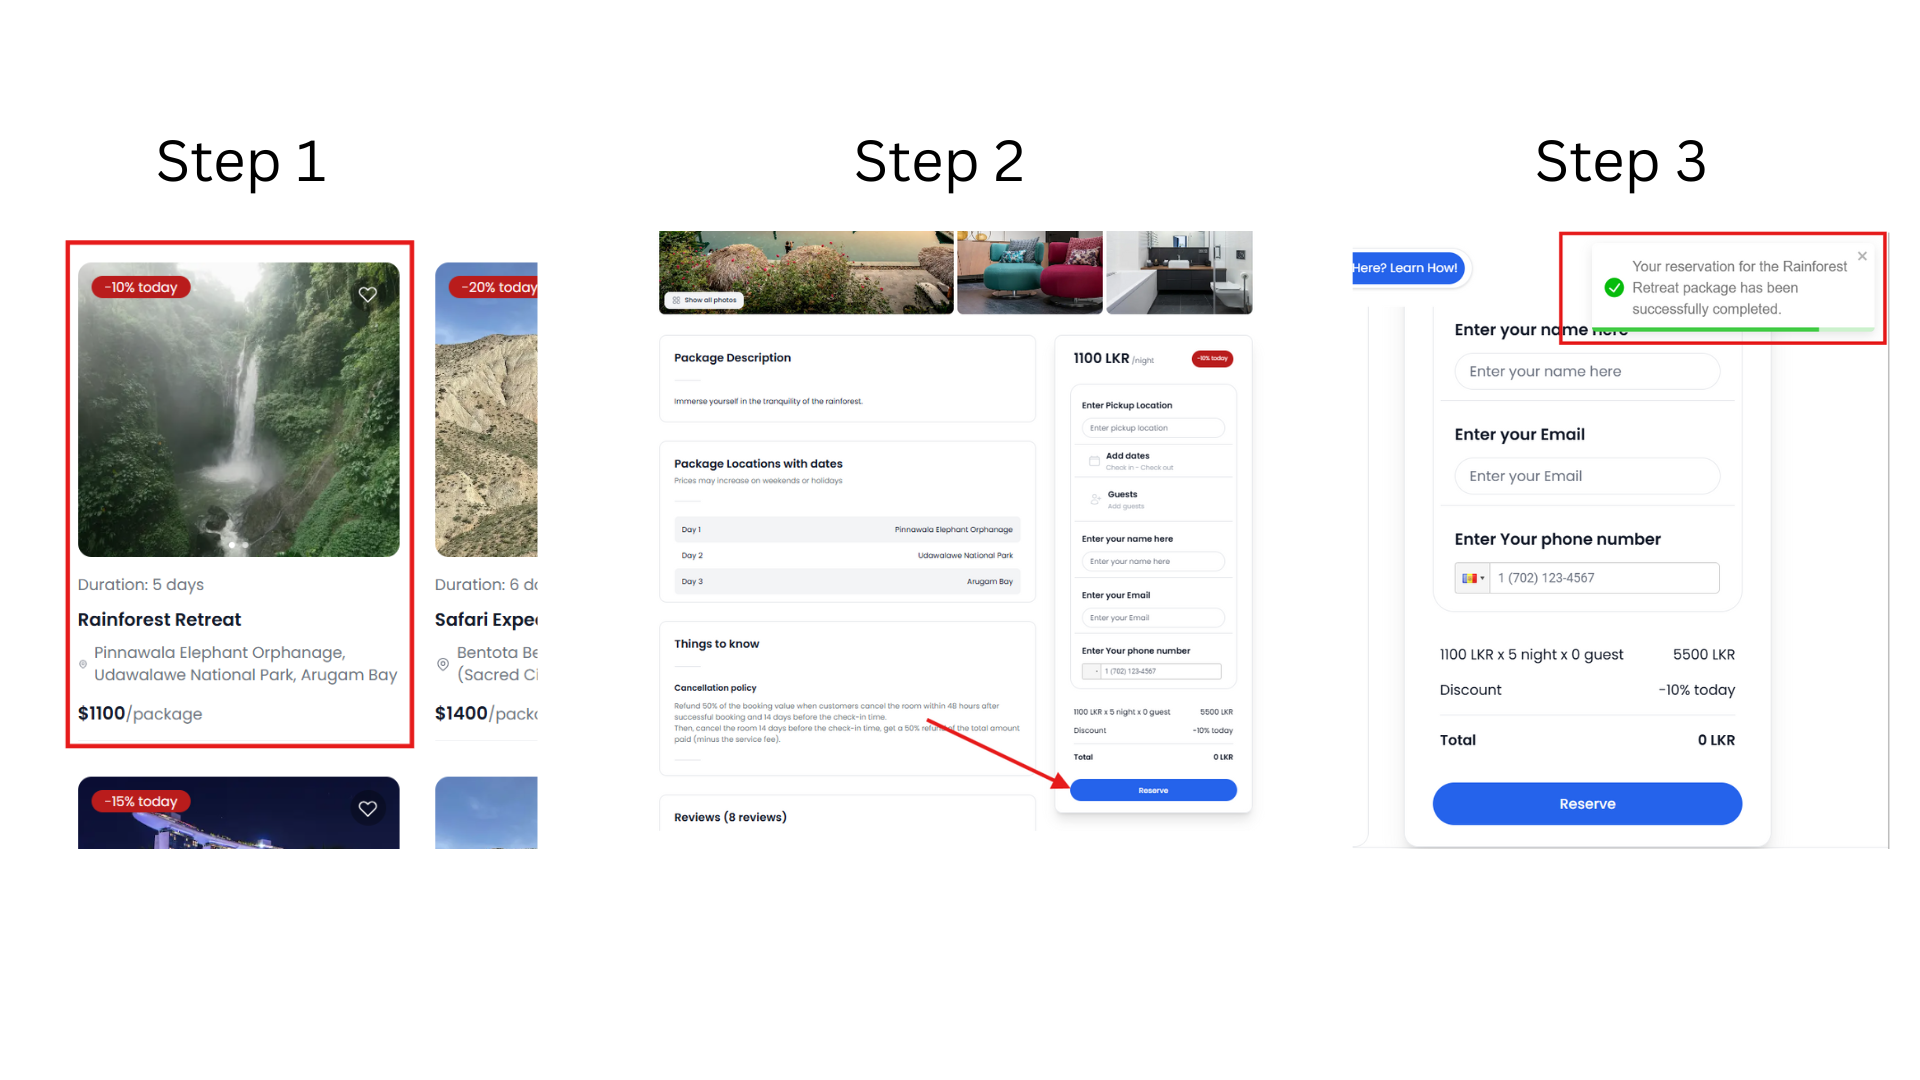 Step 1
-10% today
-20% today
Duration: 5 days
Rainforest Retreat
Pinnawala Elephant Orphanage,
Udawalawe National Park, Arugam Bay
$1100/package
Duration: 6 da
Safari Expe
Bentota Be
(Sacred Ci
$1400/pack
-15% today
Step 2
Show all photos
Package Description
Immerse yourself in the tranquility of the rainforest.
Package Locations with dates
Prices may increase on weekends or holidays
Day 1 Pinnawala Elephant Orphanage
Day 2 Udawalawe National Park
Day 3 Arugam Bay
Things to know
Cancellation policy
Refund 50% of the booking value when customers cancel the room within 48 hours after
successful booking and 14 days before the check-in time.
Then, cancel the room 14 days before the check-in time, get a 50% refund of the total amount
paid (minus the service fee).
Reviews (8 reviews)
1100 LKR /night
-10% today
Enter Pickup Location
Enter pickup location
Add dates
Check in - Check out
Guests
Add guests
Enter your name here
Enter your name here
Enter your Email
Enter your Email
Enter Your phone number
1 (702) 123-4567
1100 LKR x 5 night x 0 guest 5500 LKR
Discount -10% today
Total 0 LKR
Reserve
Step 3
Here? Learn How!
Your reservation for the Rainforest
Retreat package has been
successfully completed.
Enter your name here
Enter your name here
Enter your Email
Enter your Email
Enter Your phone number
1 (702) 123-4567
1100 LKR x 5 night x 0 guest 5500 LKR
Discount -10% today
Total 0 LKR
Reserve